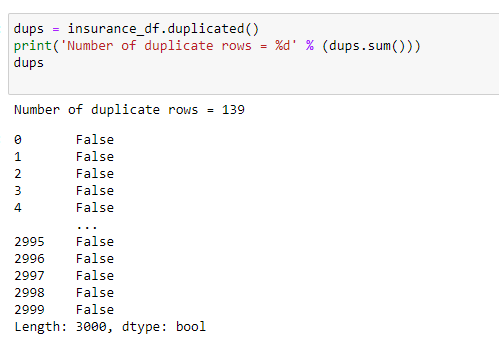 dups = insurance_df.duplicated()
print('Number of duplicate rows = %d' % (dups.sum()))
dups
Number of duplicate rows = 139
0       False
1       False
2       False
3       False
4       False
        ...
2995    False
2996    False
2997    False
2998    False
2999    False
Length: 3000, dtype: bool